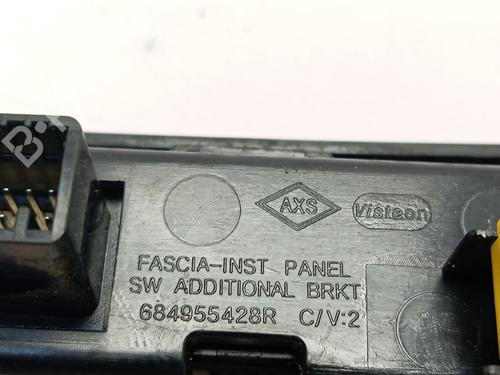 AXS
Visteon
FASCIA-INST PANEL
SW ADDITIONAL BRKT
684955428R C/V:2